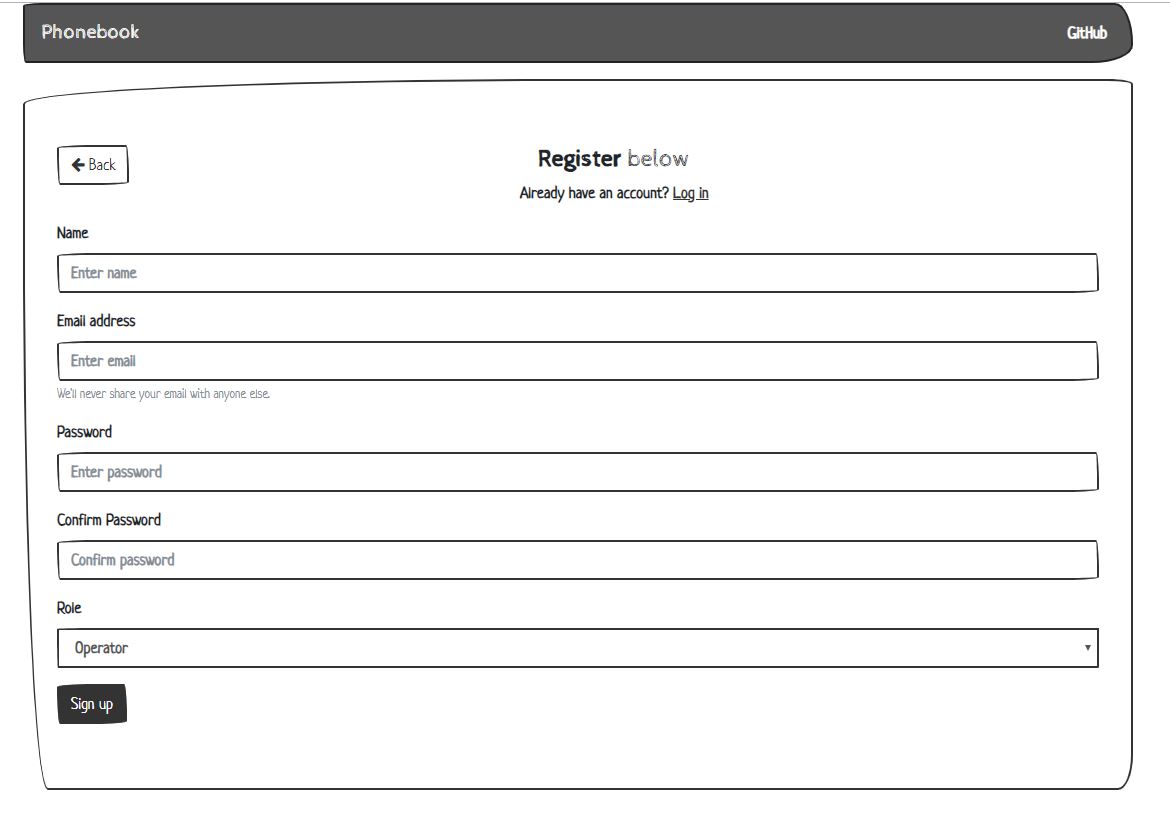 Phonebook GitHub
Back
Register below
Already have an account? Log in
Name
Enter name
Email address
Enter email
We'll never share your email with anyone else.
Password
Enter password
Confirm Password
Confirm password
Role
Operator
Sign up